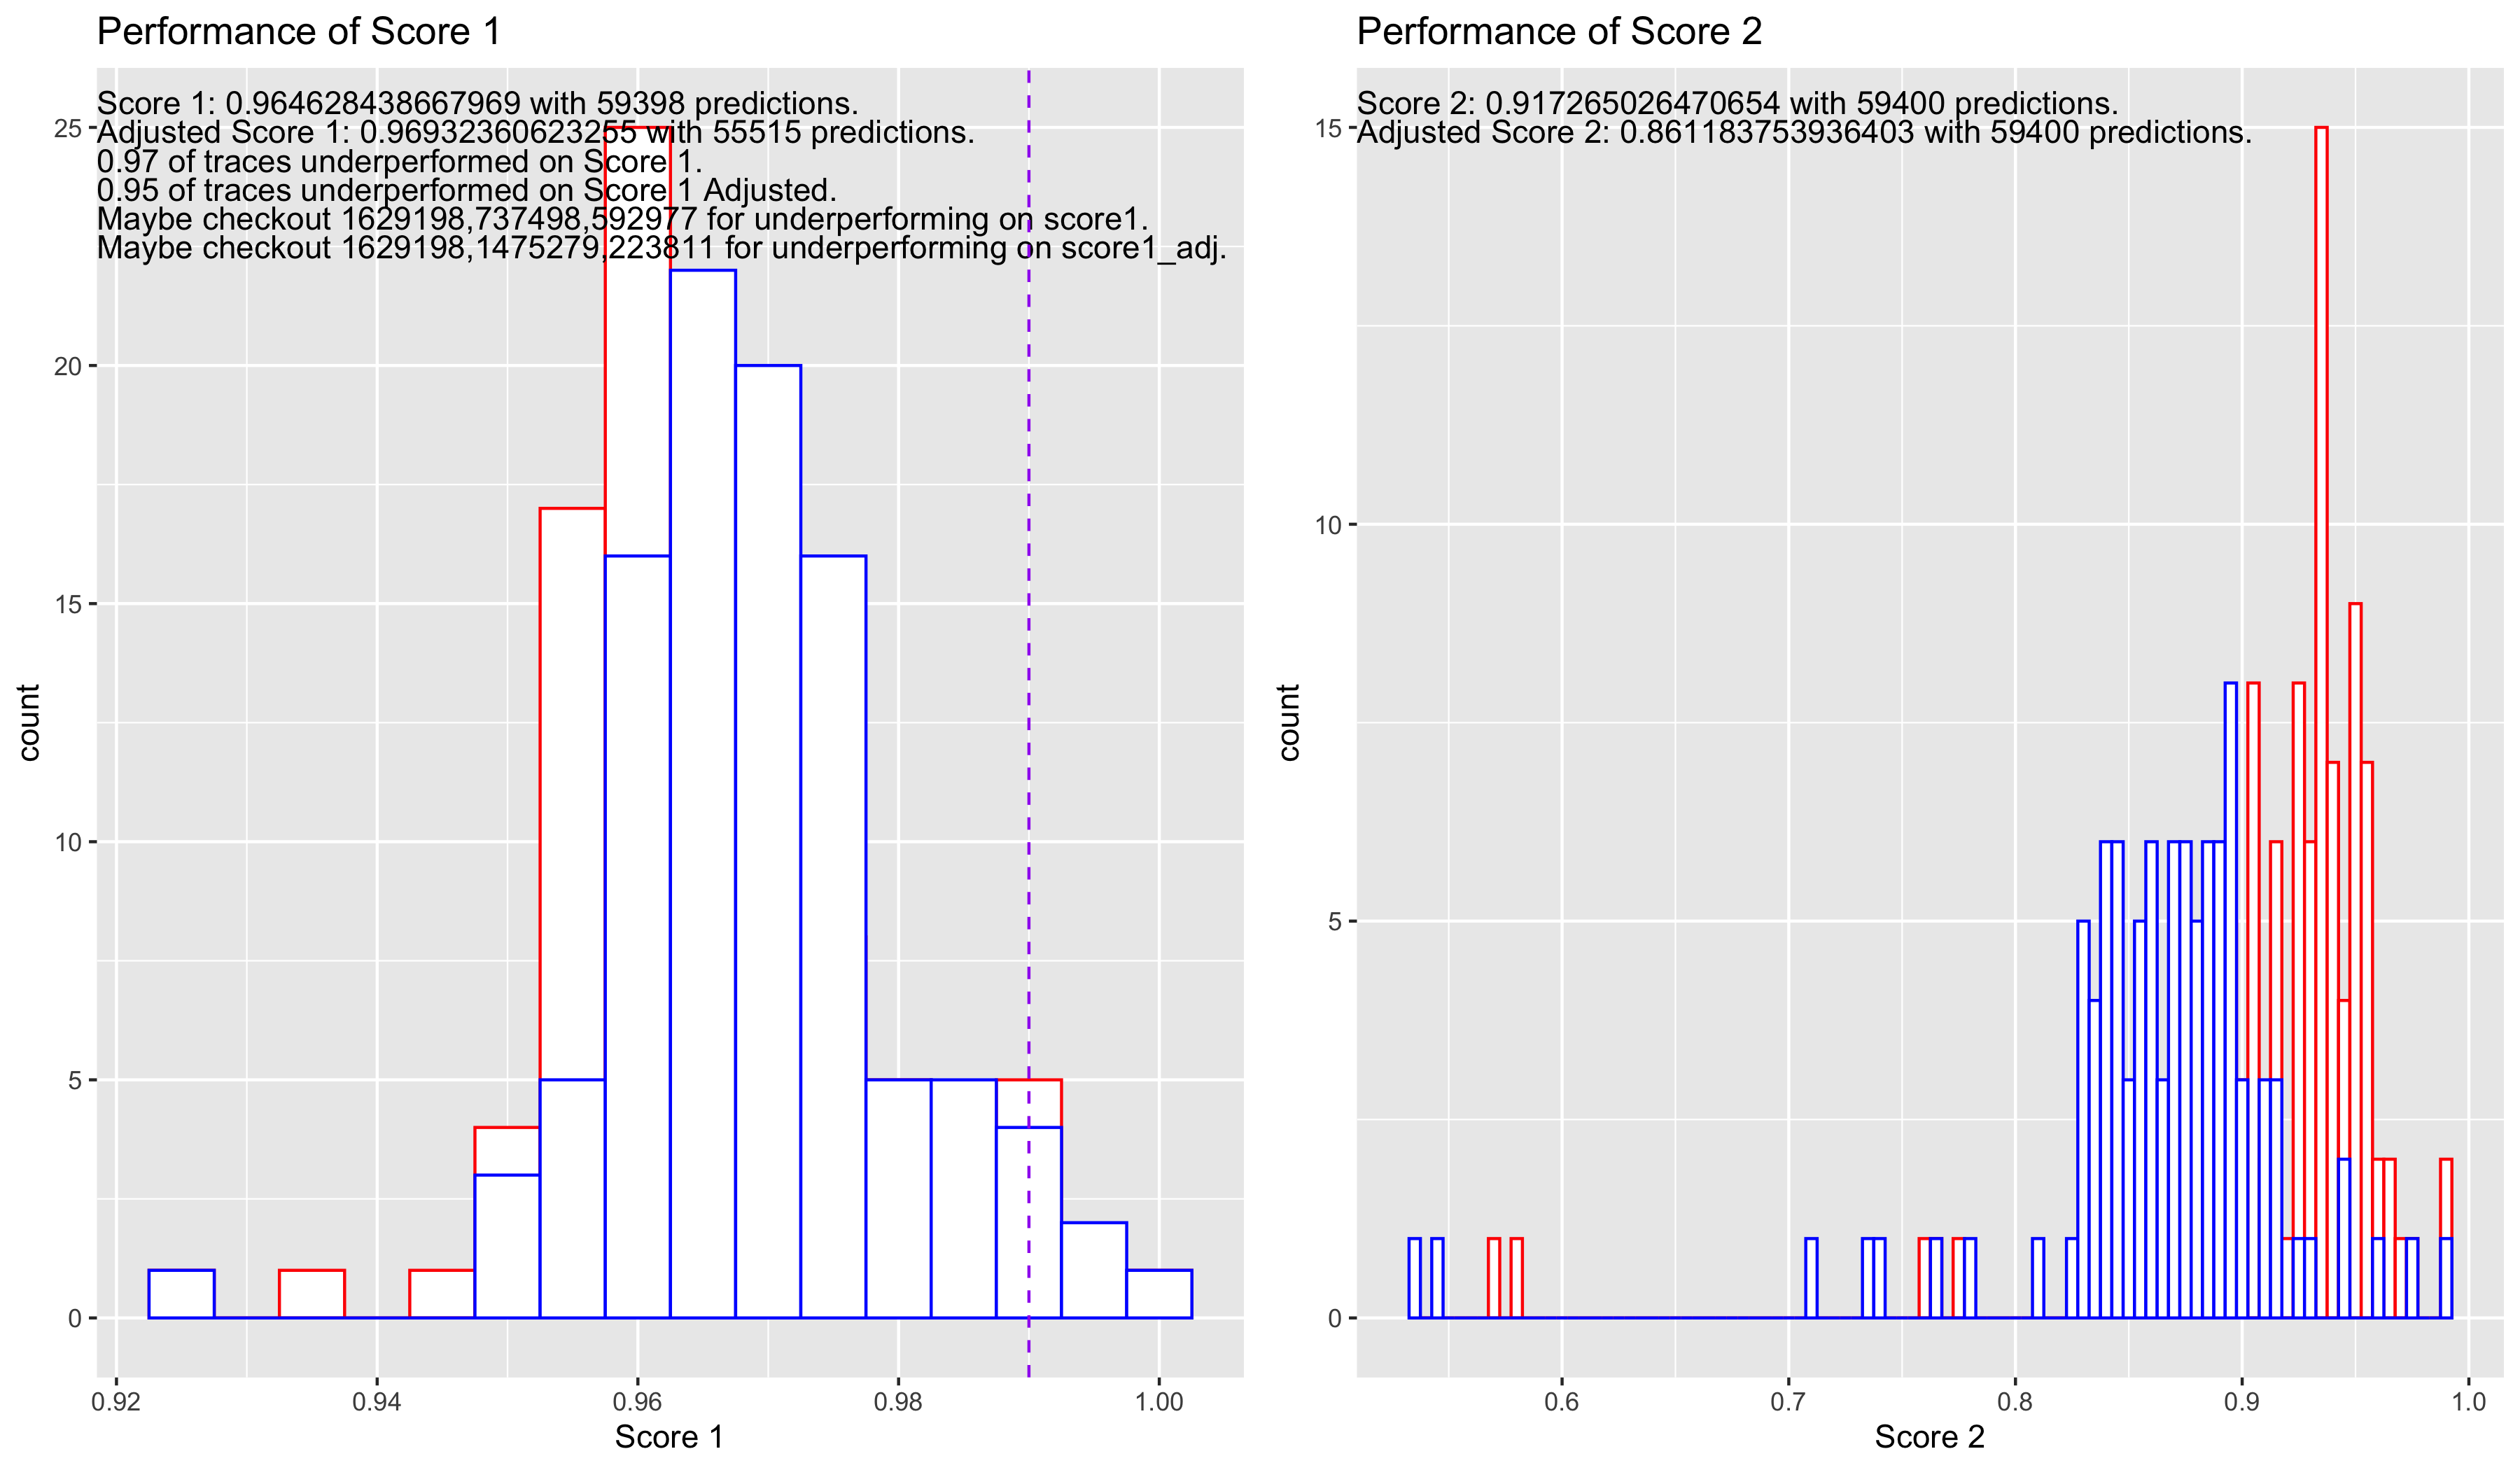 Performance of Score 1
Score 1: 0.964628438667969 with 59398 predictions.
Adjusted Score 1: 0.96932360623255 with 55515 predictions.
0.97 of traces underperformed on Score 1.
0.95 of traces underperformed on Score 1 Adjusted.
Maybe checkout 1629198,737498,592977 for underperforming on score1.
Maybe checkout 1629198,1475279,223811 for underperforming on score1_adj.
25
20
15
10
5
0
count
0.92 0.94 0.96 0.98 1.00
Score 1
Performance of Score 2
Score 2: 0.917265026470654 with 59400 predictions.
Adjusted Score 2: 0.861183753936403 with 59400 predictions.
15
10
5
0
count
0.6 0.7 0.8 0.9 1.0
Score 2